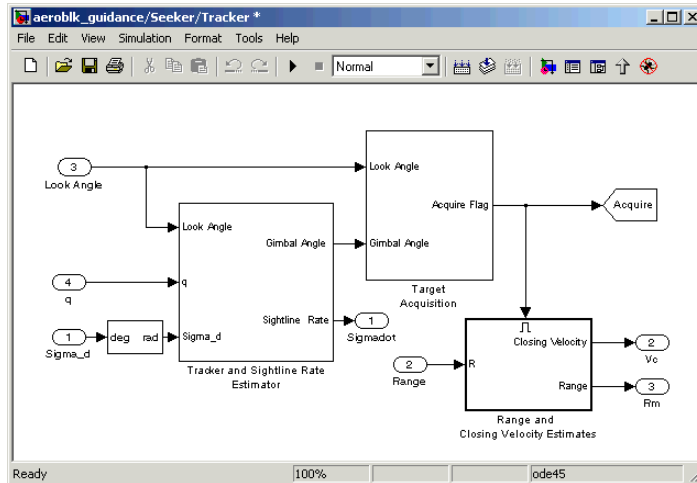 aeroblk_guidance/Seeker/Tracker *
File Edit View Simulation Format Tools Help
Normal
3
Look Angle
Look Angle
Acquire Flag
Gimbal Angle
Target
Acquisition
Acquire
Look Angle
Gimbal Angle
q
Sightline Rate
Sigma_d
Tracker and Sightline Rate
Estimator
4
q
1
Sigma_d
deg rad
1
Sigmadot
2
Range
Closing Velocity
R
Range
Range and
Closing Velocity Estimates
2
Vc
3
Rm
Ready
100%
ode45